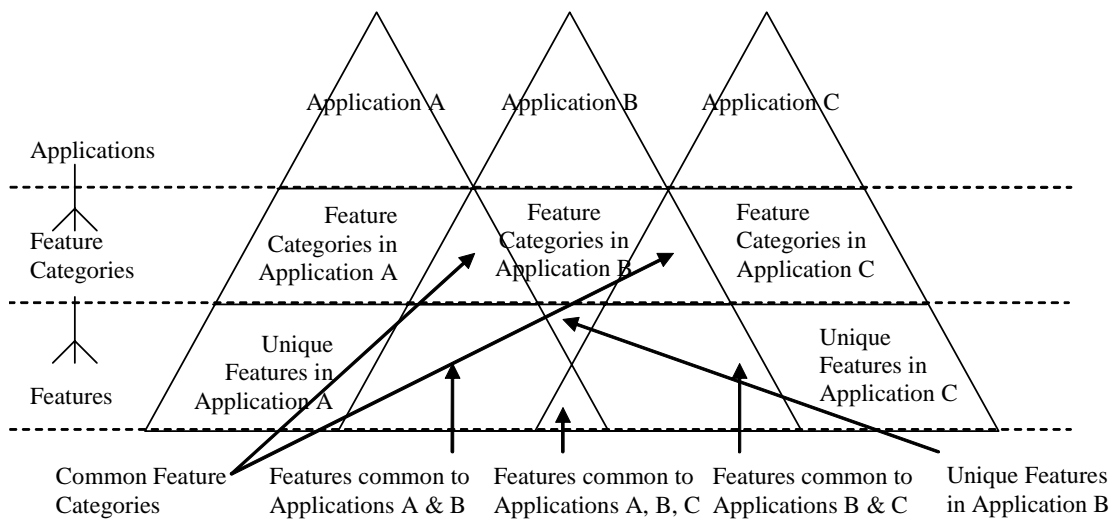 Application A
Application B
Application C
Applications
Feature
Categories
Feature
Categories in
Application A
Feature
Categories in
Application B
Feature
Categories in
Application C
Features
Unique
Features in
Application A
Unique
Features in
Application C
Common Feature
Categories
Features common to
Applications A & B
Features common to
Applications A, B, C
Features common to
Applications B & C
Unique Features
in Application B